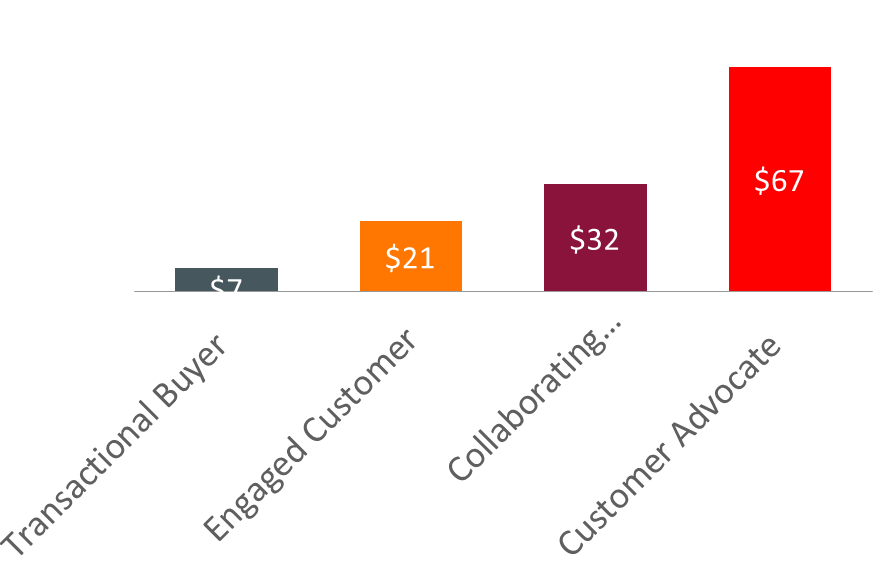 $7
$21
$32
$67
Transactional Buyer
Engaged Customer
Collaborating...
Customer Advocate